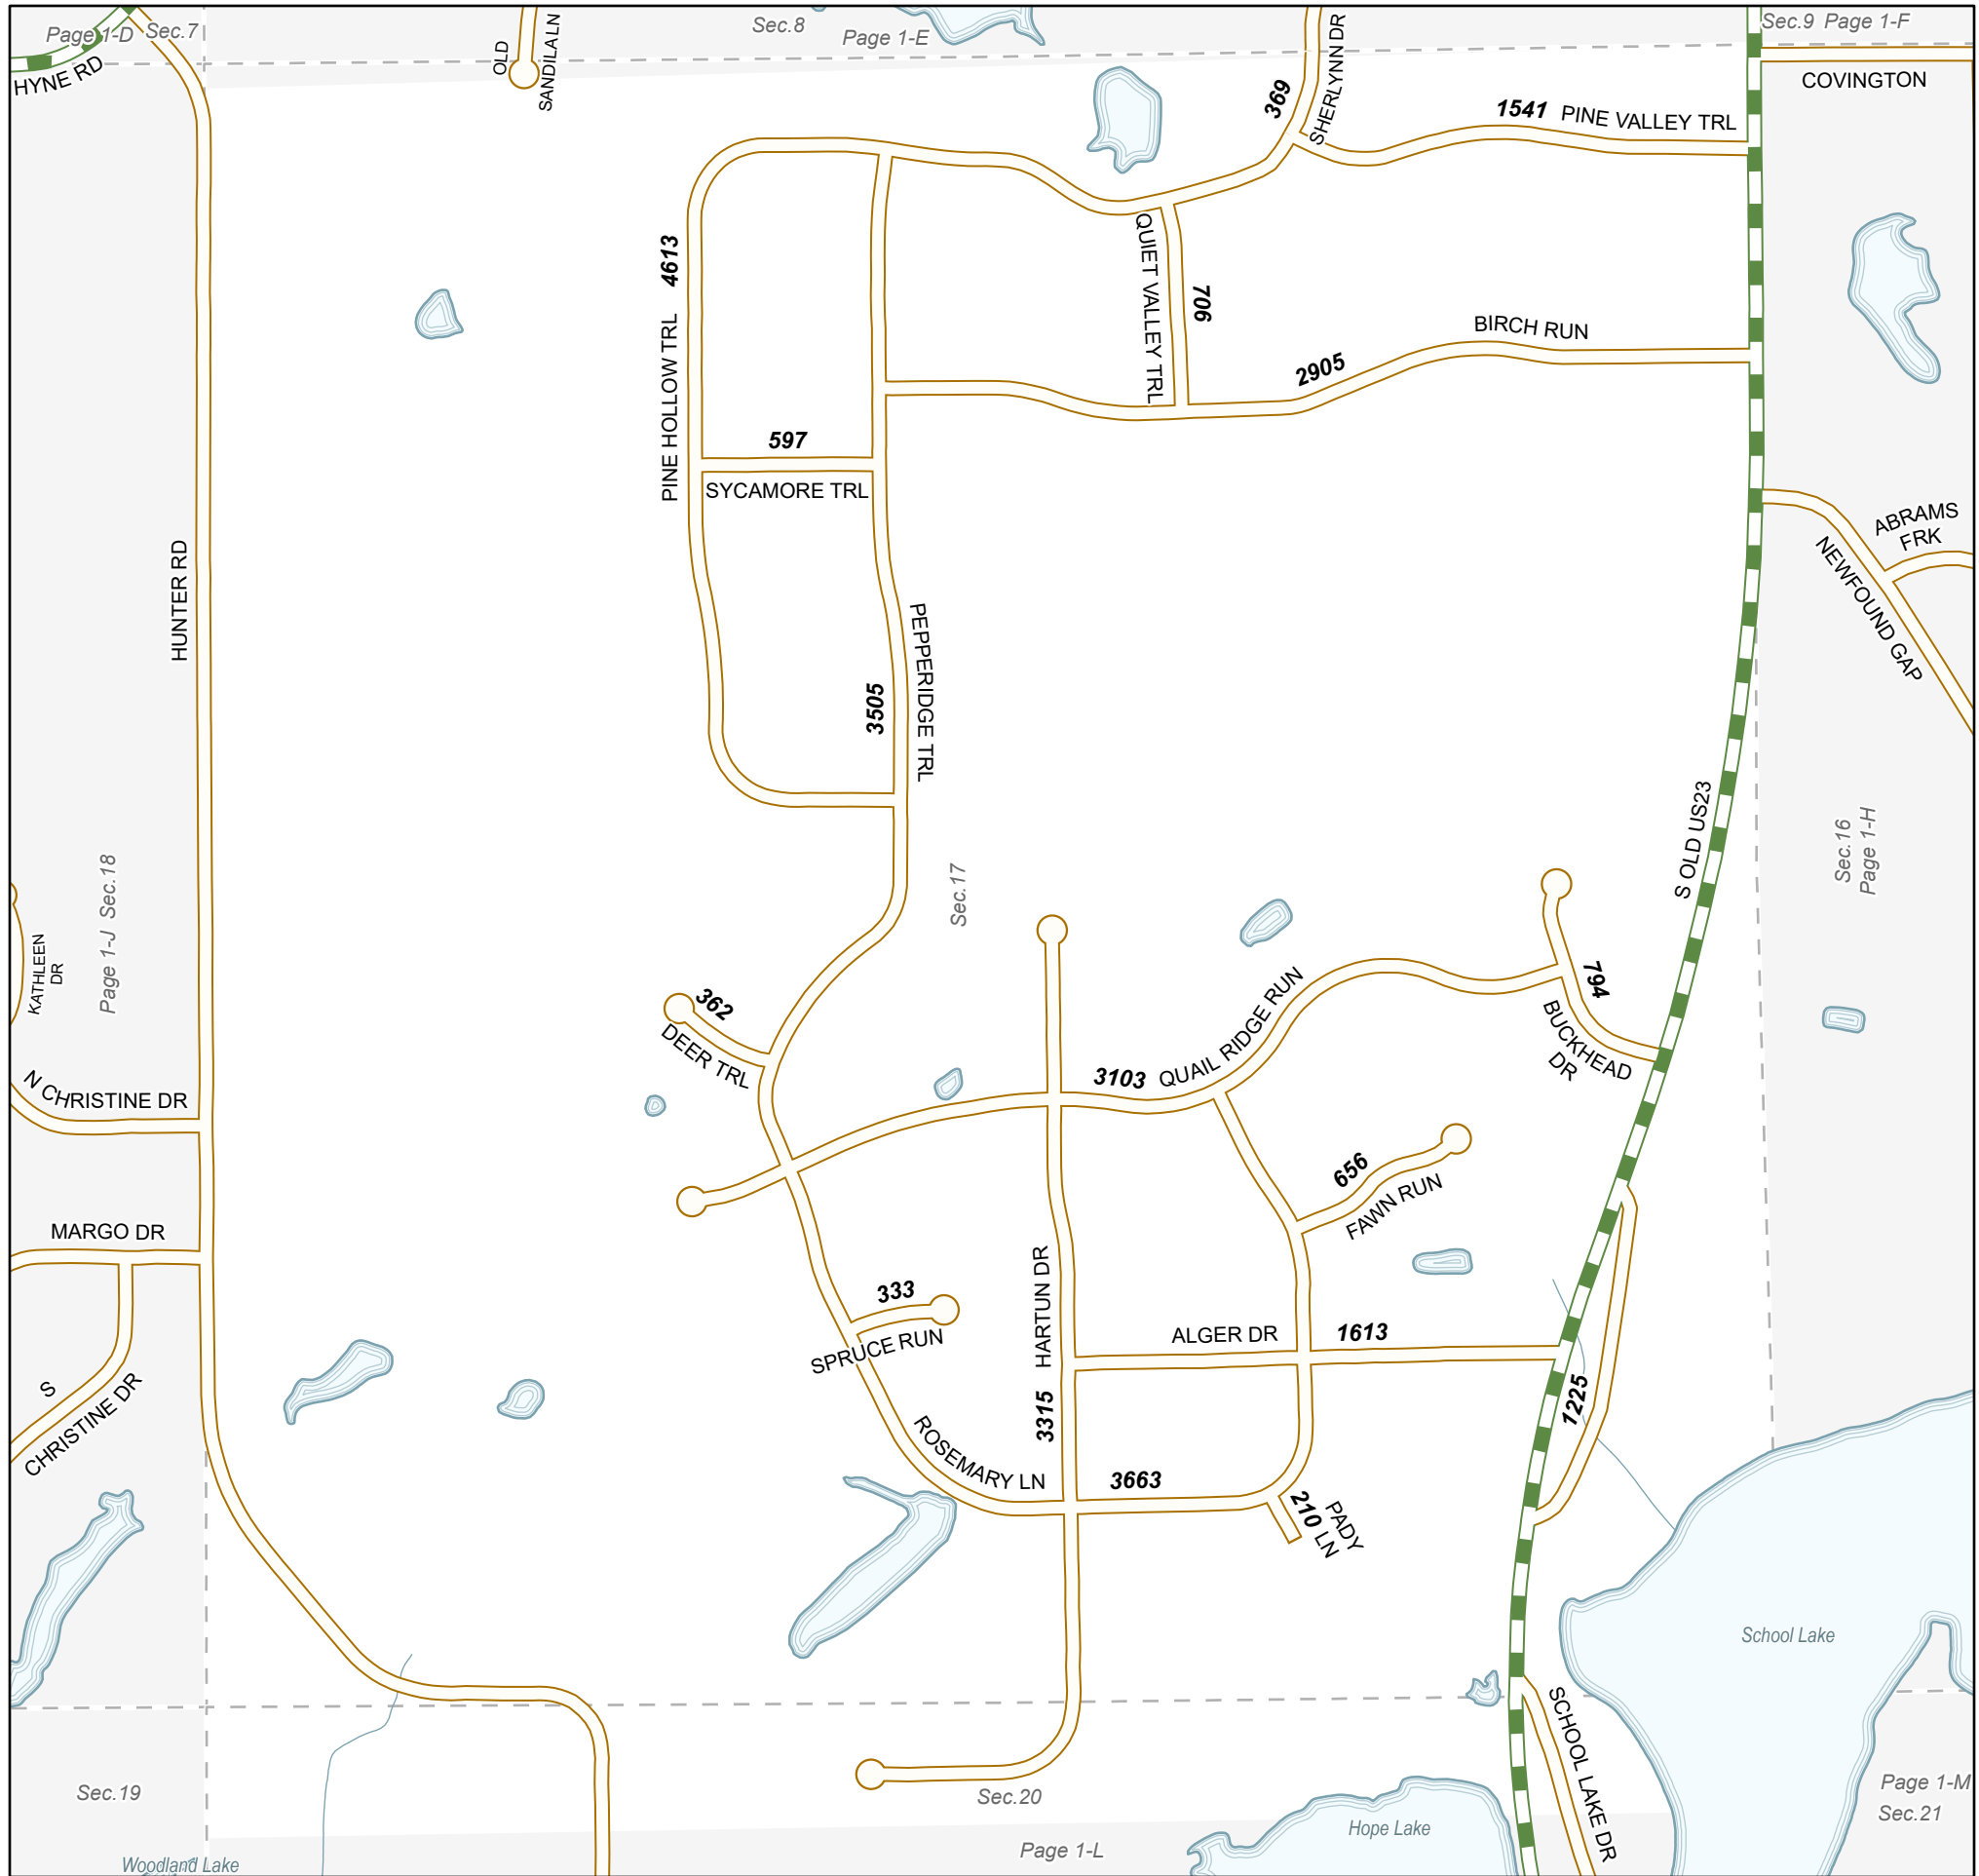 Page 1-D
Sec.7
HYNE RD
OLD
SANDILALN
Sec.8
Page 1-E
369
SHERLYNN DR
1541 PINE VALLEY TRL
Sec.9 Page 1-F
COVINGTON
4613
PINE HOLLOW TRL
QUIET VALLEY TRL
706
BIRCH RUN
2905
597
SYCAMORE TRL
HUNTER RD
PEPPERIDGE TRL
3505
ABRAMS
FRK
NEWFOUND GAP
S OLD US23
Sec.16
Page 1-H
Page 1-J Sec.18
Sec.17
KATHLEEN
DR
362
DEER TRL
794
BUCKHEAD
DR
3103 QUAIL RIDGE RUN
N CHRISTINE DR
656
FAWN RUN
MARGO DR
HARTUN DR
333
SPRUCE RUN
ALGER DR
1613
S
CHRISTINE DR
3315
1225
ROSEMARY LN
3663
210
PADY
LN
School Lake
SCHOOL LAKE DR
Sec.19
Sec.20
Page 1-M
Sec.21
Hope Lake
Page 1-L
Woodland Lake